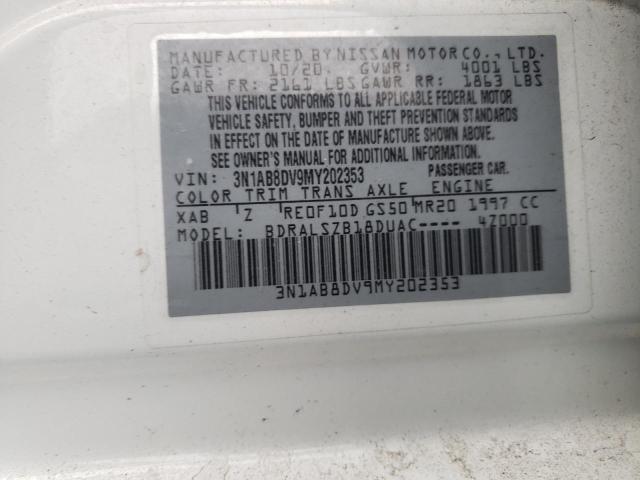 MANUFACTURED BY NISSAN MOTOR CO., LTD.
DATE: 10/20 GVWR: 4001 LBS
GAWR FR: 2161 LBS GAWR RR: 1863 LBS
THIS VEHICLE CONFORMS TO ALL APPLICABLE FEDERAL MOTOR
VEHICLE SAFETY, BUMPER AND THEFT PREVENTION STANDARDS
IN EFFECT ON THE DATE OF MANUFACTURE SHOWN ABOVE.
SEE OWNER'S MANUAL FOR ADDITIONAL INFORMATION.
VIN: 3N1AB8DV9MY202353 PASSENGER CAR.
COLOR TRIM TRANS AXLE ENGINE
XAB Z RE0F10D GS50 MR20 1997 CC
MODEL: BDRALSZB18DUAC---- 4Z000
3N1AB8DV9MY202353